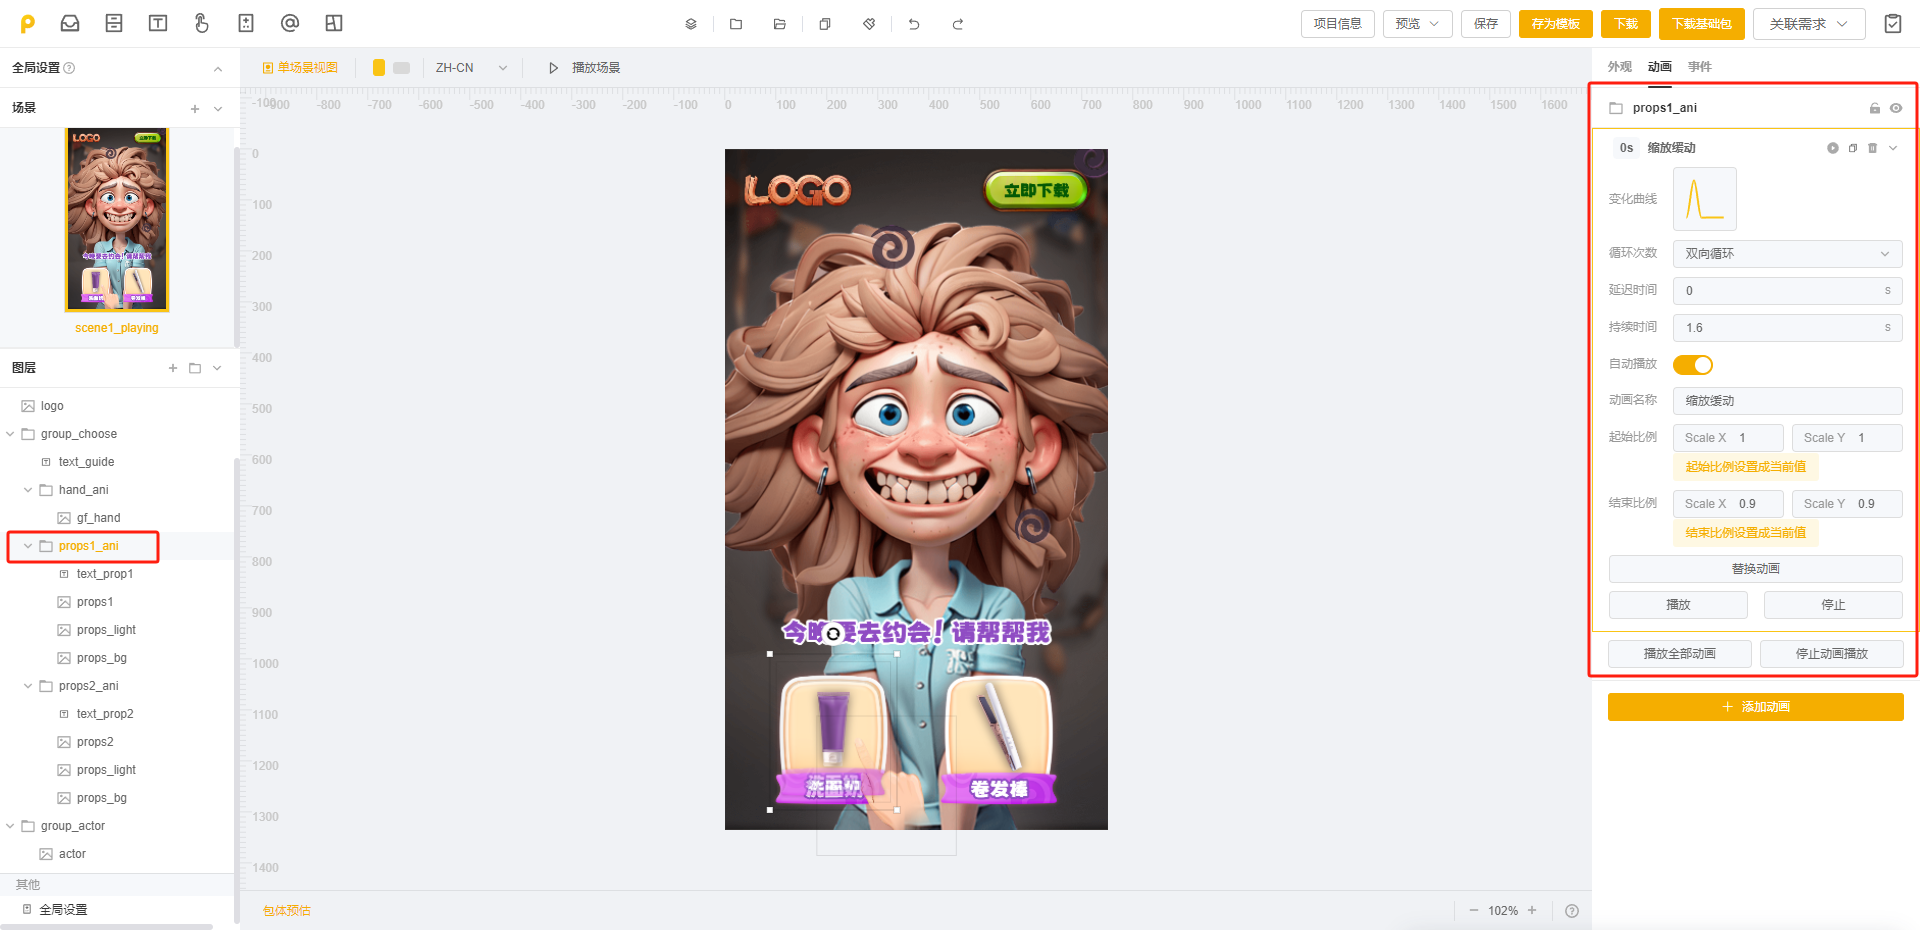 项目信息
预览
保存
存为模板
下载
下载基础包
关联需求
全局设置
单场景视图
ZH-CN
播放场景
外观 动画 事件
场景
scene1_playing
图层
logo
group_choose
text_guide
hand_ani
gf_hand
props1_ani
text_prop1
props1
props_light
props_bg
props2_ani
text_prop2
props2
props_light
props_bg
group_actor
actor
其他
全局设置
-900 -800 -700 -600 -500 -400 -300 -200 -100 0 100 200 300 400 500 600 700 800 900 1000 1100 1200 1300 1400 1500 1600
-100
0
100
200
300
400
500
600
700
800
900
1000
1100
1200
1300
1400
LOGO
立即下载
今晚要去约会！请帮帮我
洗面奶
卷发棒
包体预估
102%
props1_ani
0s 缩放缓动
变化曲线
循环次数 双向循环
延迟时间 0 s
持续时间 1.6 s
自动播放
动画名称 缩放缓动
起始比例 Scale X 1 Scale Y 1
起始比例设置成当前值
结束比例 Scale X 0.9 Scale Y 0.9
结束比例设置成当前值
替换动画
播放 停止
播放全部动画 停止动画播放
添加动画